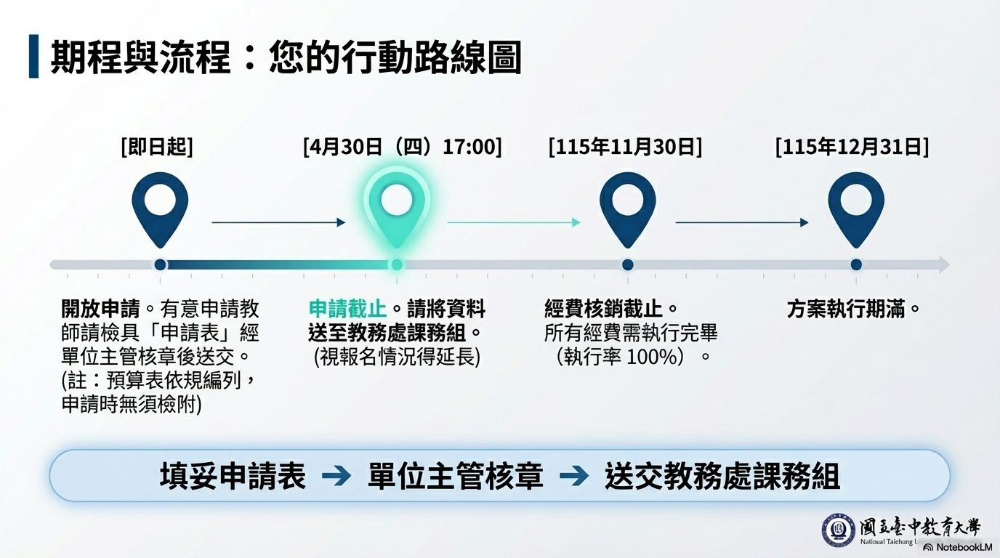 期程與流程：您的行動路線圖
[即日起]
[4月30日（四）17:00]
[115年11月30日]
[115年12月31日]
開放申請。有意申請教
師請檢具「申請表」經
單位主管核章後送交。
(註：預算表依規編列，
申請時無須檢附)
申請截止。請將資料
送至教務處課務組。
(視報名情況得延長)
經費核銷截止。
所有經費需執行完畢
（執行率 100%）。
方案執行期滿。
填妥申請表 ➔ 單位主管核章 ➔ 送交教務處課務組
國立臺中教育大學
National Taichung U
NotebookLM